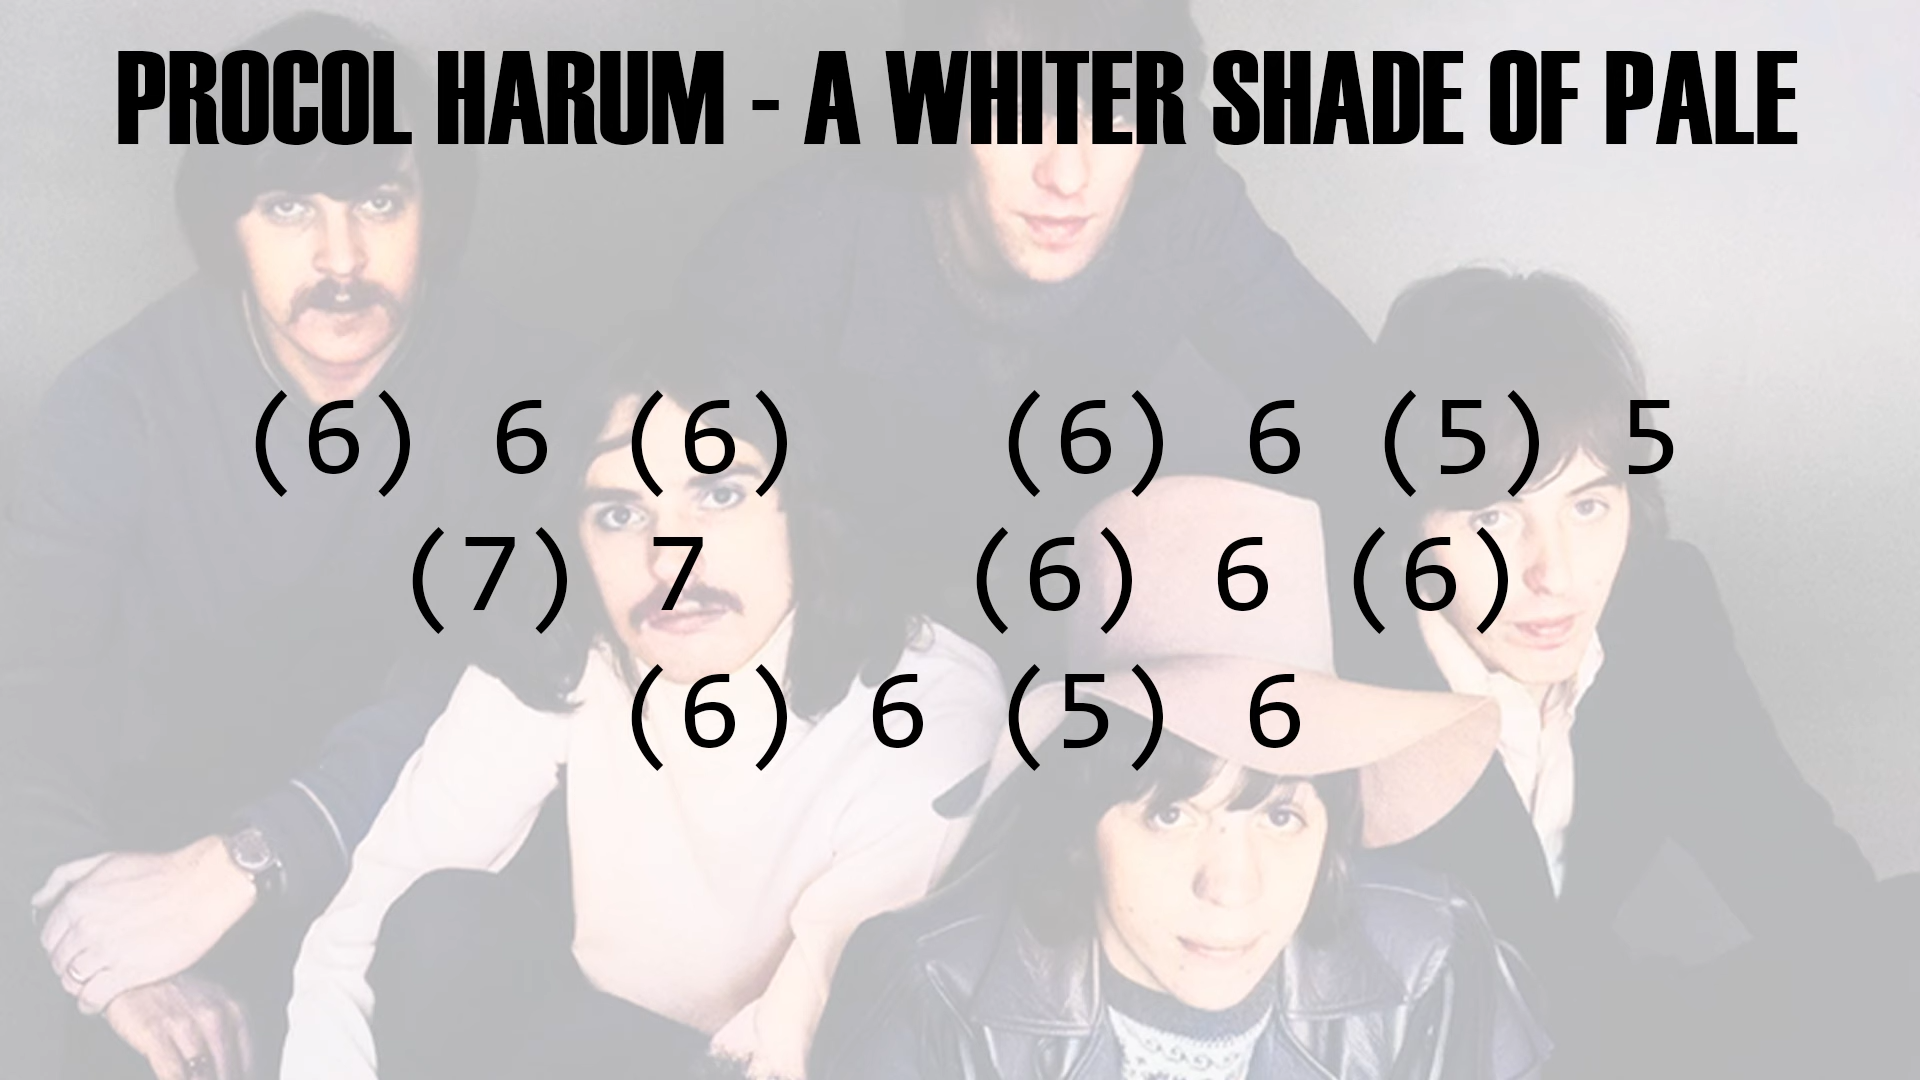 PROCOL HARUM - A WHITER SHADE OF PALE
(6) 6 (6) (6) 6 (5) 5
(7) 7 (6) 6 (6)
(6) 6 (5) 6